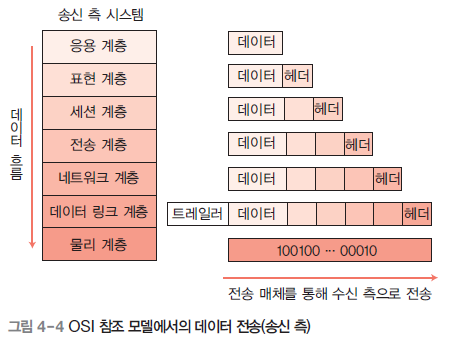 송신 측 시스템
응용 계층
데이터
표현 계층
데이터 헤더
세션 계층
데이터 헤더
전송 계층
데이터 헤더
네트워크 계층
데이터 헤더
데이터 링크 계층
트레일러 데이터 헤더
물리 계층
100100 ··· 00010
데이터 흐름
전송 매체를 통해 수신 측으로 전송
그림 4-4 OSI 참조 모델에서의 데이터 전송(송신 측)